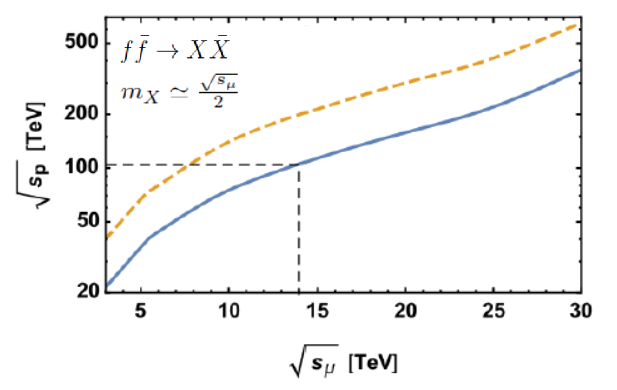 500
200
100
50
20
√s_p [TeV]
f f̄ → X X̄
m_X ≃ √s_μ / 2
5 10 15 20 25 30
√s_μ [TeV]